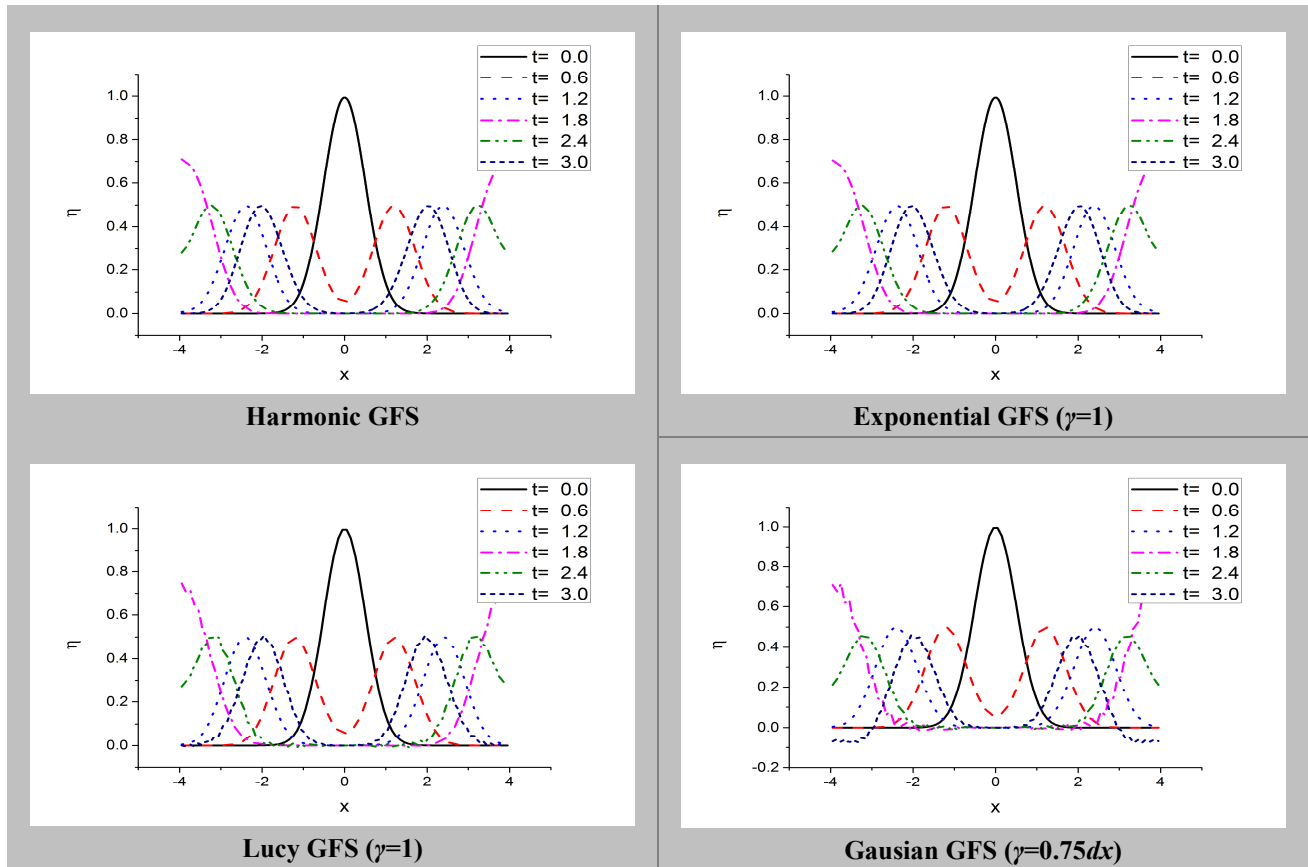 t= 0.0
t= 0.6
t= 1.2
t= 1.8
t= 2.4
t= 3.0
1.0
0.8
0.6
0.4
0.2
0.0
η
-4 -2 0 2 4
x
Harmonic GFS
t= 0.0
t= 0.6
t= 1.2
t= 1.8
t= 2.4
t= 3.0
1.0
0.8
0.6
0.4
0.2
0.0
η
-4 -2 0 2 4
x
Exponential GFS (γ=1)
t= 0.0
t= 0.6
t= 1.2
t= 1.8
t= 2.4
t= 3.0
1.0
0.8
0.6
0.4
0.2
0.0
η
-4 -2 0 2 4
x
Lucy GFS (γ=1)
t= 0.0
t= 0.6
t= 1.2
t= 1.8
t= 2.4
t= 3.0
1.0
0.8
0.6
0.4
0.2
0.0
-0.2
η
-4 -2 0 2 4
x
Gausian GFS (γ=0.75dx)